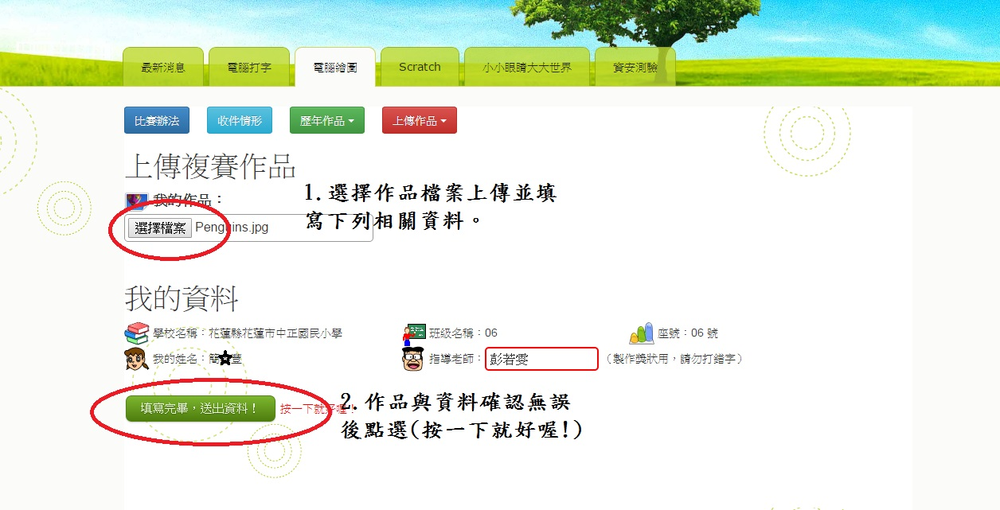 最新消息 電腦打字 電腦繪圖 Scratch 小小眼睛大大世界 資安測驗
比賽辦法 收件情形 歷年作品 上傳作品
上傳複賽作品
我的作品：
1.選擇作品檔案上傳並填
寫下列相關資料。
選擇檔案 Penguins.jpg
我的資料
學校名稱：花蓮縣花蓮市中正國民小學 班級名稱：06 座號：06 號
我的姓名：簡★豐 指導老師：彭若雯 （製作獎狀用，請勿打錯字）
填寫完畢，送出資料！ 按一下就好喔！
2.作品與資料確認無誤
後點選(按一下就好喔!)